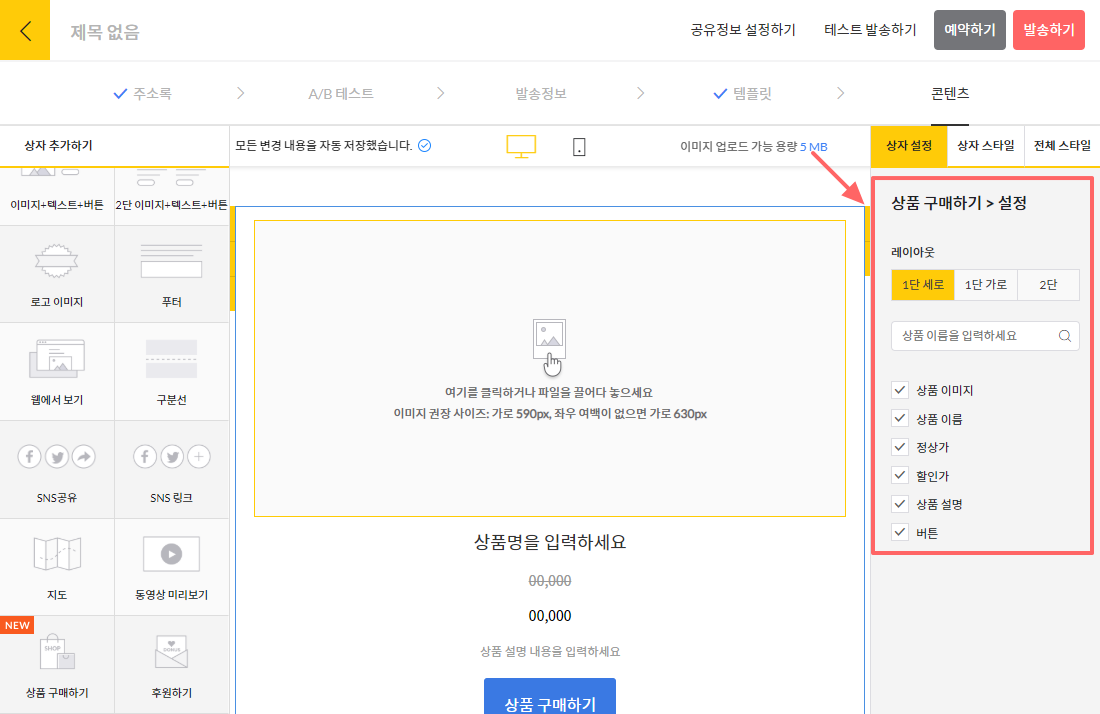 제목 없음
공유정보 설정하기
테스트 발송하기
예약하기
발송하기
주소록
A/B 테스트
발송정보
템플릿
콘텐츠
상자 추가하기
모든 변경 내용을 자동 저장했습니다.
이미지 업로드 가능 용량 5 MB
상자 설정
상자 스타일
전체 스타일
이미지+텍스트+버튼
2단 이미지+텍스트+버튼
로고 이미지
푸터
웹에서 보기
구분선
SNS공유
SNS 링크
지도
동영상 미리보기
NEW
SHOP
상품 구매하기
DONUS
후원하기
여기를 클릭하거나 파일을 끌어다 놓으세요
이미지 권장 사이즈: 가로 590px, 좌우 여백이 없으면 가로 630px
상품명을 입력하세요
00,000
00,000
상품 설명 내용을 입력하세요
상품 구매하기
상품 구매하기 > 설정
레이아웃
1단 세로
1단 가로
2단
상품 이름을 입력하세요
상품 이미지
상품 이름
정상가
할인가
상품 설명
버튼